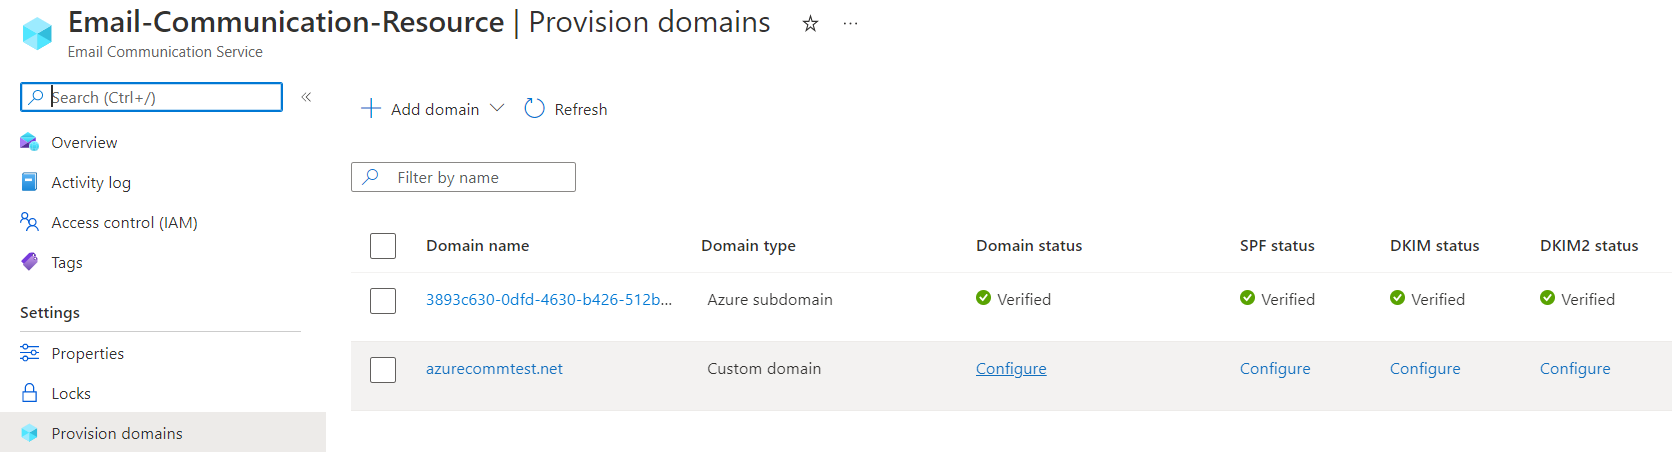 Email-Communication-Resource | Provision domains
Email Communication Service
Search (Ctrl+/)
Overview
Activity log
Access control (IAM)
Tags
Settings
Properties
Locks
Provision domains
Add domain
Refresh
Filter by name
Domain name Domain type Domain status SPF status DKIM status DKIM2 status
3893c630-0dfd-4630-b426-512b... Azure subdomain Verified Verified Verified Verified
azurecommtest.net Custom domain Configure Configure Configure Configure